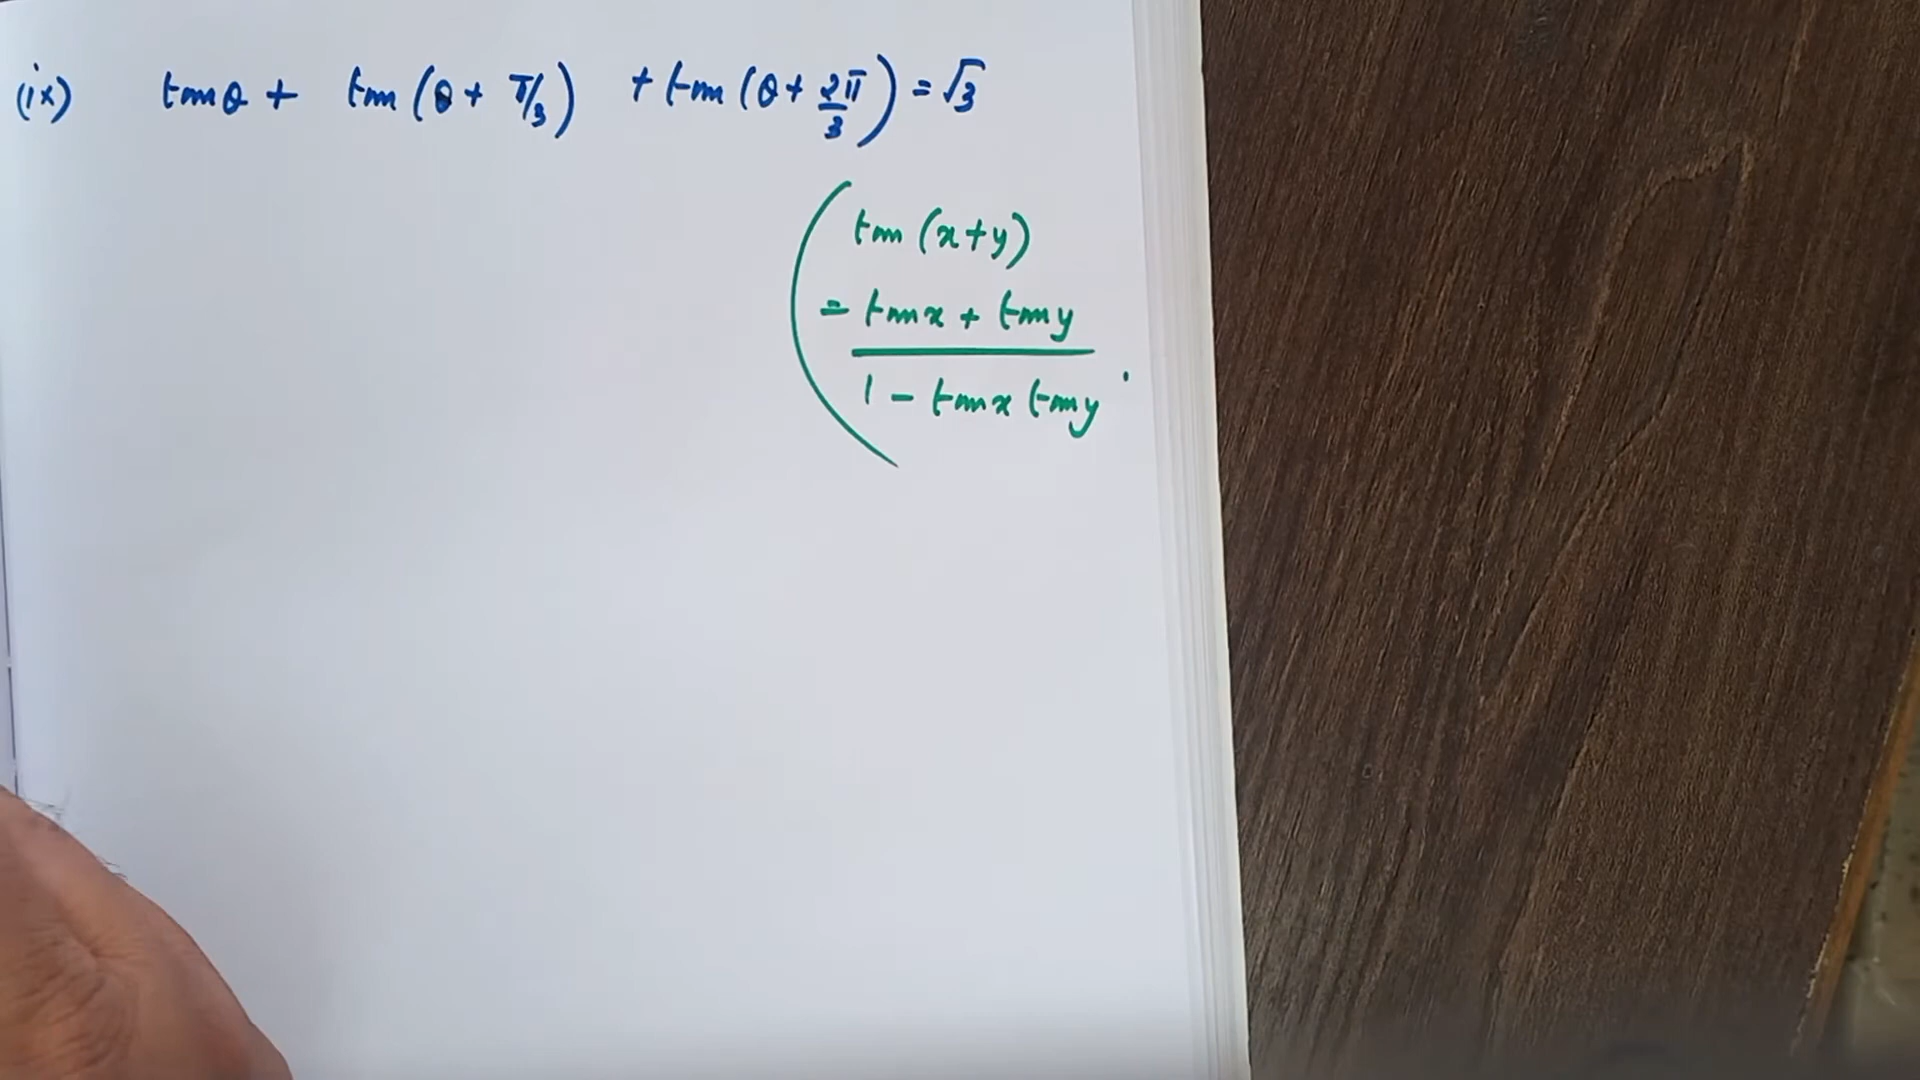 (ix) tanθ + tan(θ + π/3) + tan(θ + 2π/3) = √3
tan(x+y)
= tanx + tany
1 - tanx tany